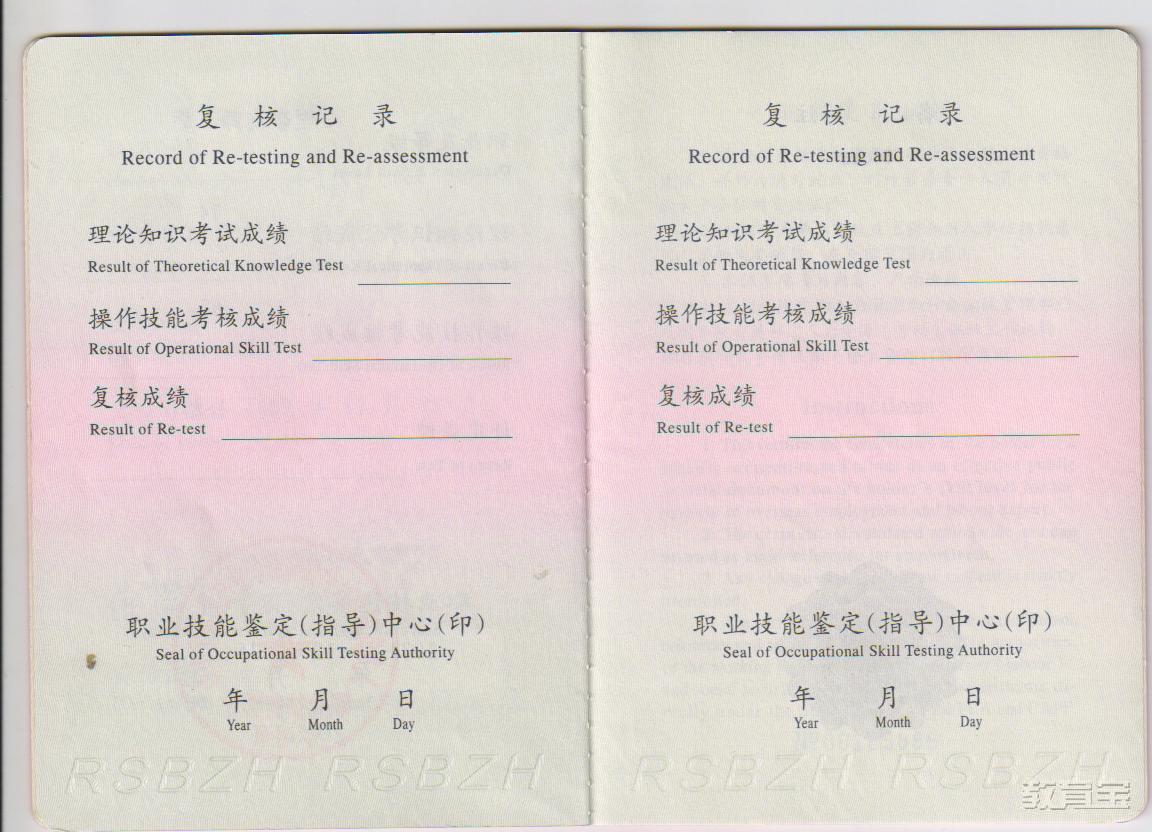 复 核 记 录
Record of Re-testing and Re-assessment
理论知识考试成绩
Result of Theoretical Knowledge Test
操作技能考核成绩
Result of Operational Skill Test
复核成绩
Result of Re-test
职业技能鉴定(指导)中心(印)
Seal of Occupational Skill Testing Authority
年 月 日
Year Month Day
RSBZH RSBZH
复 核 记 录
Record of Re-testing and Re-assessment
理论知识考试成绩
Result of Theoretical Knowledge Test
操作技能考核成绩
Result of Operational Skill Test
复核成绩
Result of Re-test
职业技能鉴定(指导)中心(印)
Seal of Occupational Skill Testing Authority
年 月 日
Year Month Day
RSBZH RSBZH
教育宝